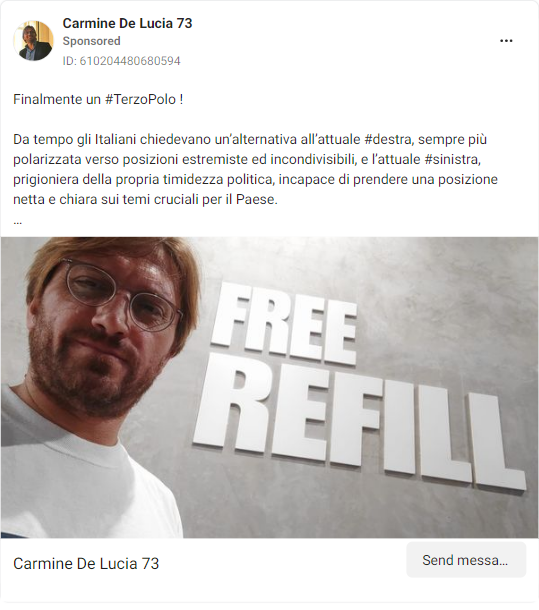 Carmine De Lucia 73
Sponsored
ID: 610204480680594
Finalmente un #TerzoPolo !
Da tempo gli Italiani chiedevano un'alternativa all'attuale #destra, sempre più
polarizzata verso posizioni estremiste ed incondivisibili, e l'attuale #sinistra,
prigioniera della propria timidezza politica, incapace di prendere una posizione
netta e chiara sui temi cruciali per il Paese.
...
FREE
REFILL
Carmine De Lucia 73
Send messa...